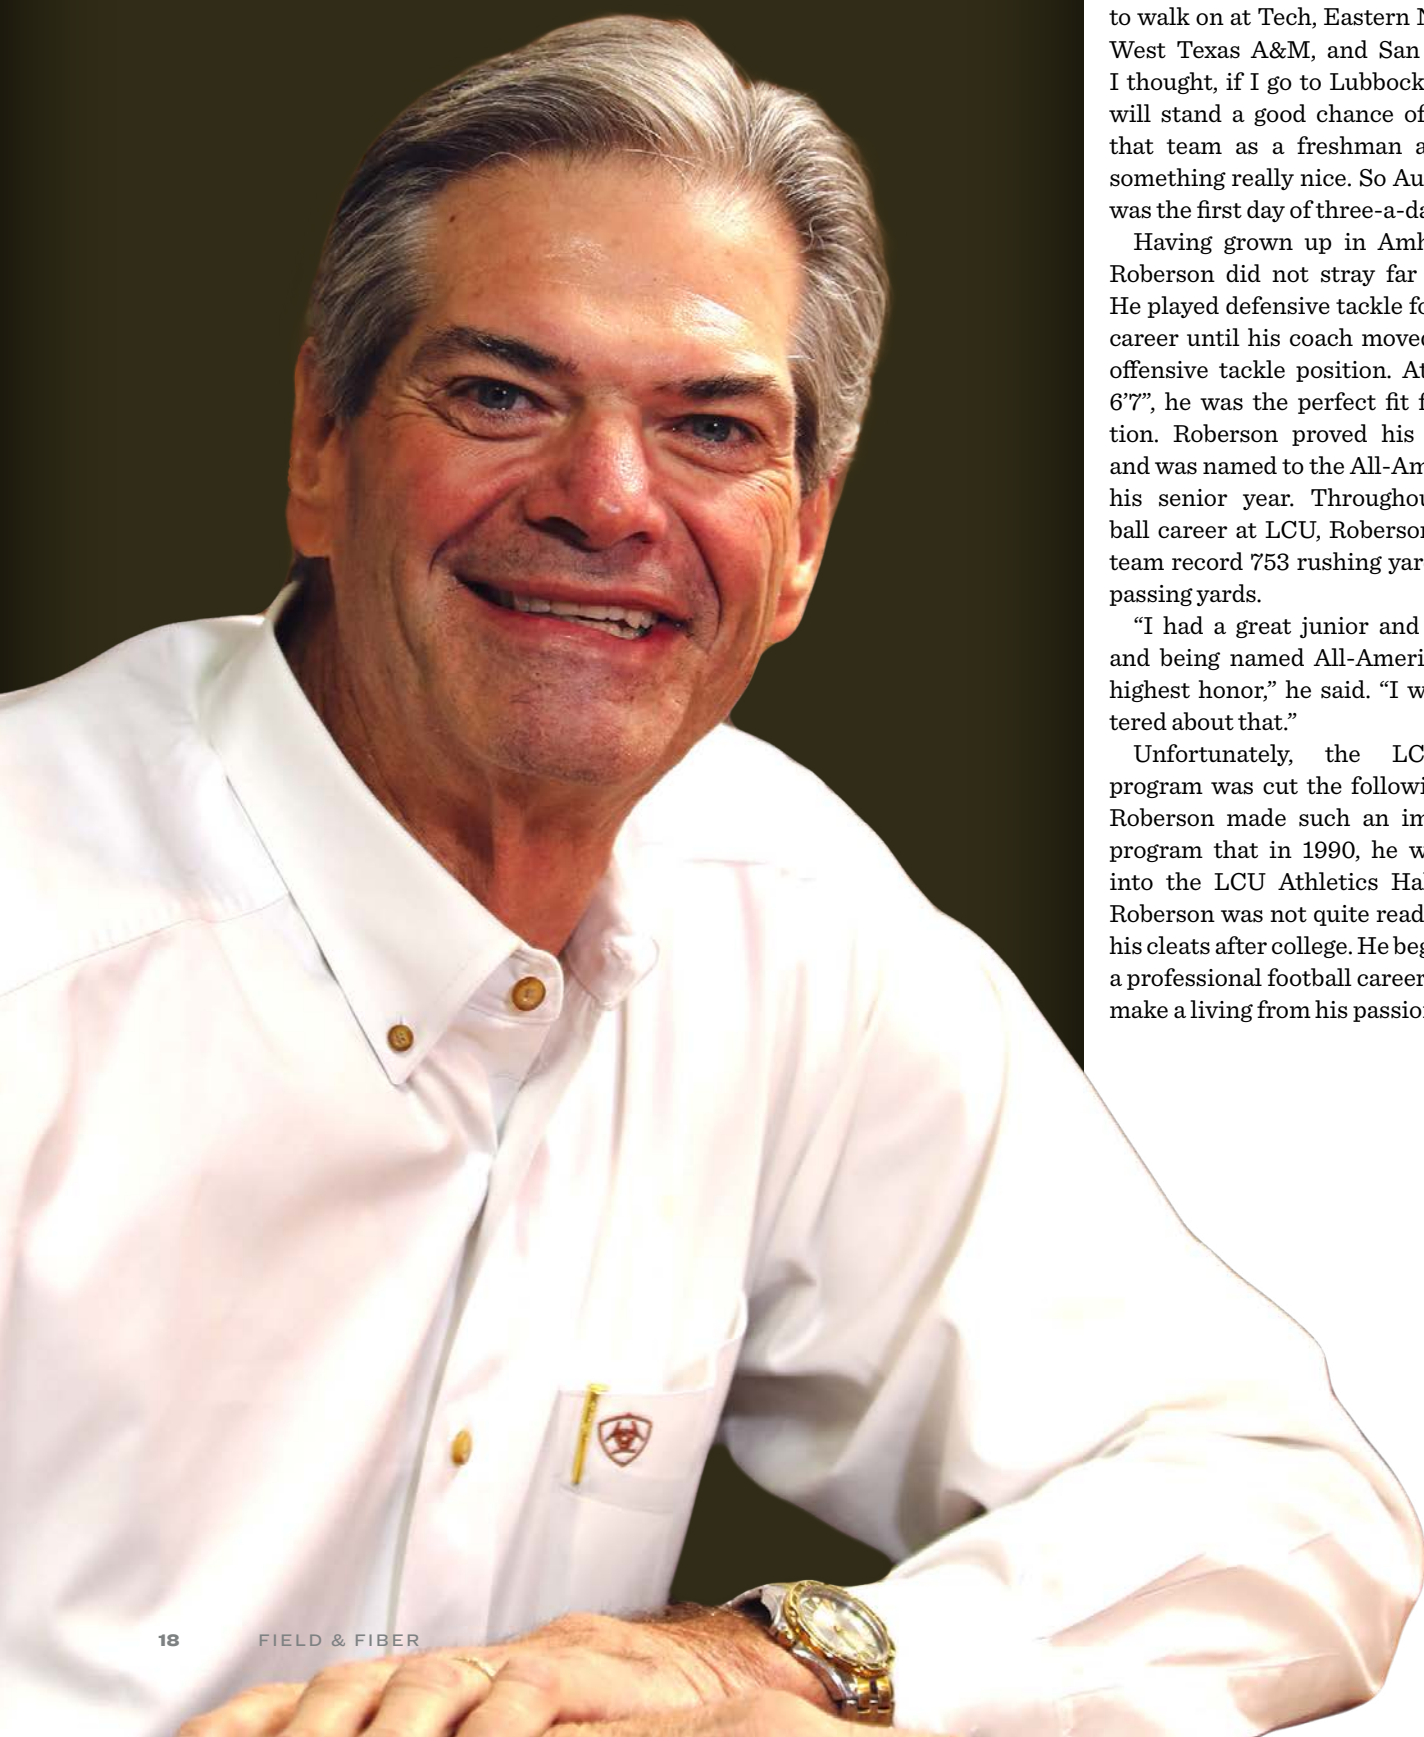 to walk on at Tech, Eastern
West Texas A&M, and San
I thought, if I go to Lubbock
will stand a good chance of
that team as a freshman
something really nice. So
was the first day of
Having grown up in
Roberson did not stray far
He played defensive tackle
career until his coach
offensive tackle position. At
6’7”, he was the perfect fit
tion. Roberson proved his
and was named to the
his senior year.
ball career at LCU,
team record 753 rushing
passing yards.
“I had a great junior and
and being named
highest honor,” he said. “I
tered about that.”
Unfortunately, the
program was cut the
Roberson made such an
program that in 1990, he
into the LCU Athletics
Roberson was not quite
his cleats after college. He
a professional football career
make a living from his
18 FIELD & FIBER